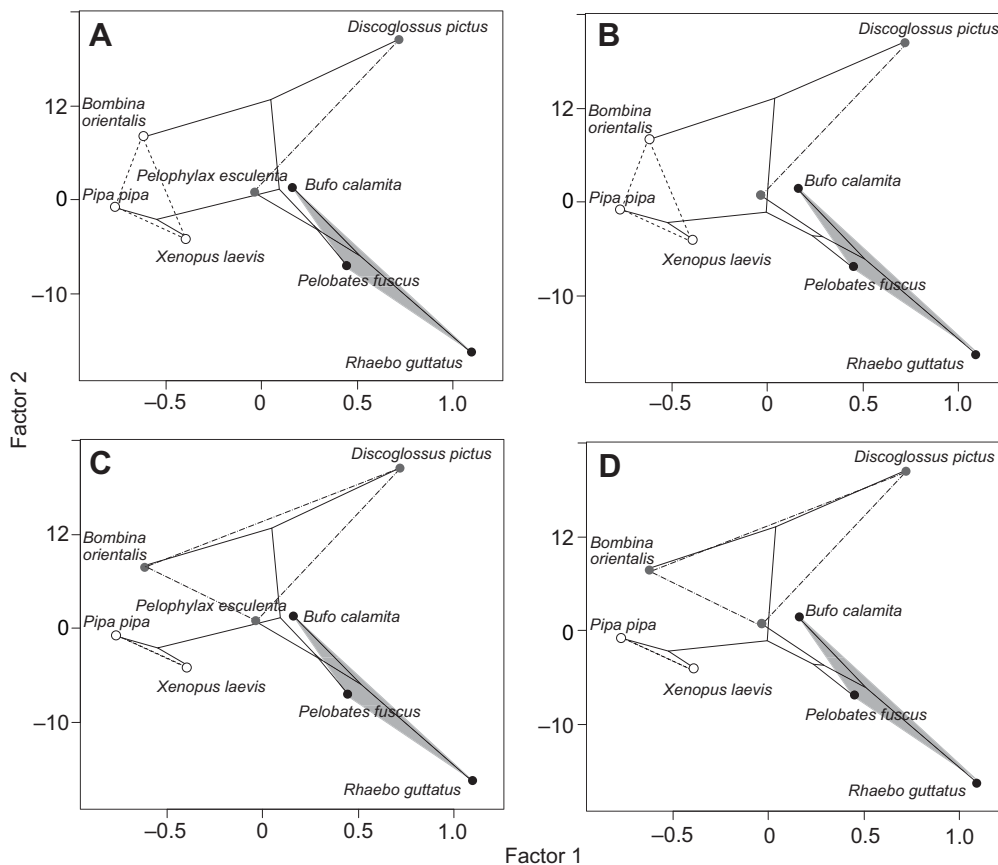 A
Discoglossus pictus
12
Bombina
orientalis
Pelophylax esculenta
Bufo calamita
Pipa pipa
0
Xenopus laevis
Pelobates fuscus
–10
Rhaebo guttatus
–0.5
0
0.5
1.0
B
Discoglossus pictus
12
Bombina
orientalis
Bufo calamita
Pipa pipa
0
Xenopus laevis
Pelobates fuscus
–10
Rhaebo guttatus
–0.5
0
0.5
1.0
Factor 2
C
Discoglossus pictus
12
Bombina
orientalis
Pelophylax esculenta
Bufo calamita
Pipa pipa
0
Xenopus laevis
Pelobates fuscus
–10
Rhaebo guttatus
–0.5
0
0.5
1.0
D
Discoglossus pictus
12
Bombina
orientalis
Bufo calamita
Pipa pipa
0
Xenopus laevis
Pelobates fuscus
–10
Rhaebo guttatus
–0.5
0
0.5
1.0
Factor 1